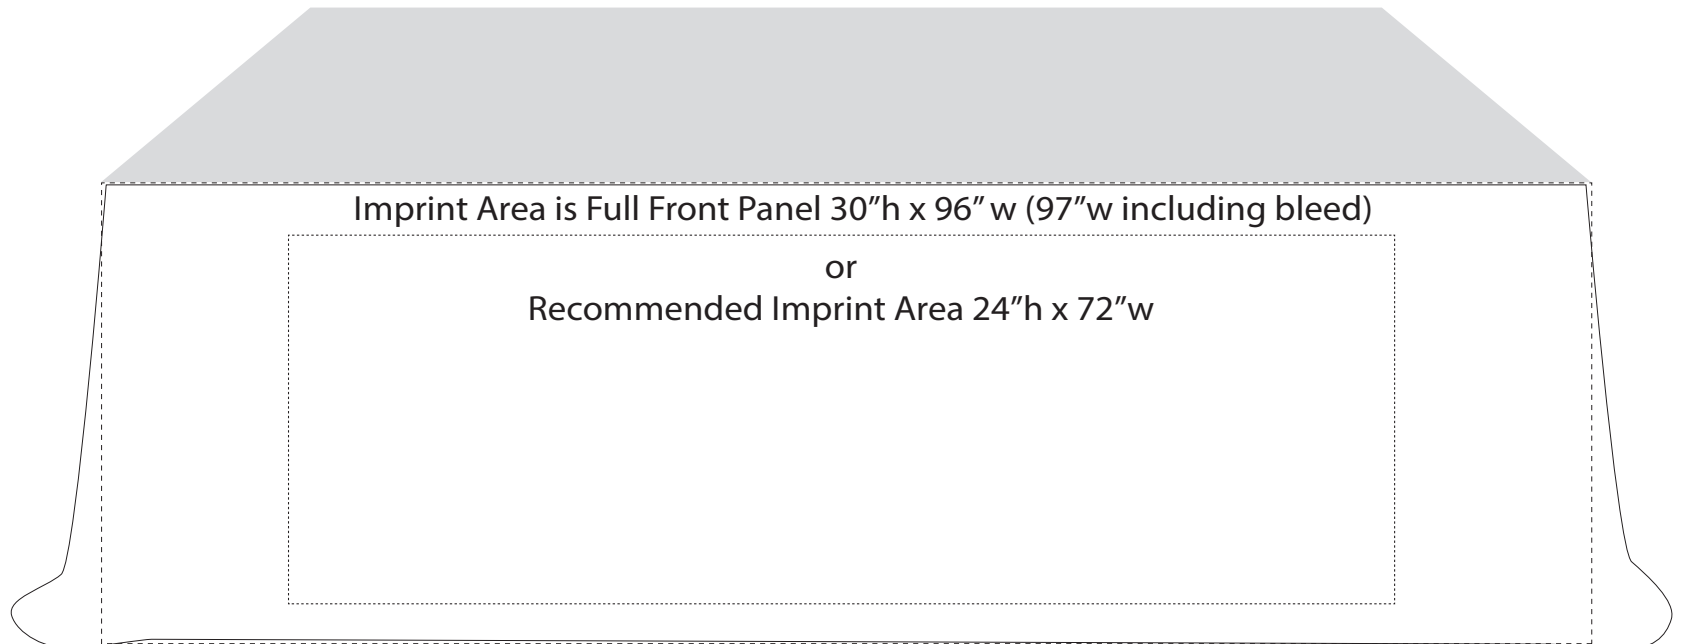 Imprint Area is Full Front Panel 30”h x 96” w (97”w including bleed)
or
Recommended Imprint Area 24”h x 72”w